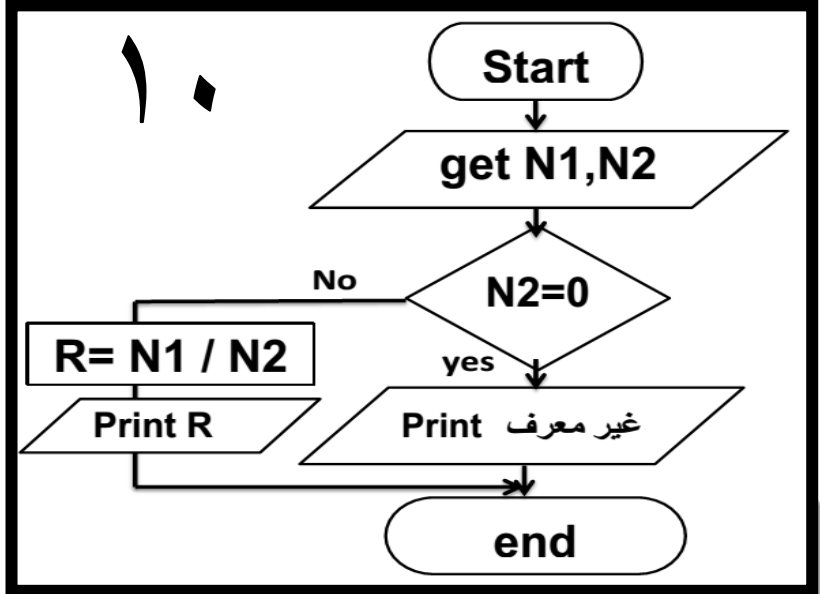 ١٠
Start
get N1,N2
N2=0
No
R= N1 / N2
Print R
yes
Print غير معرف
end